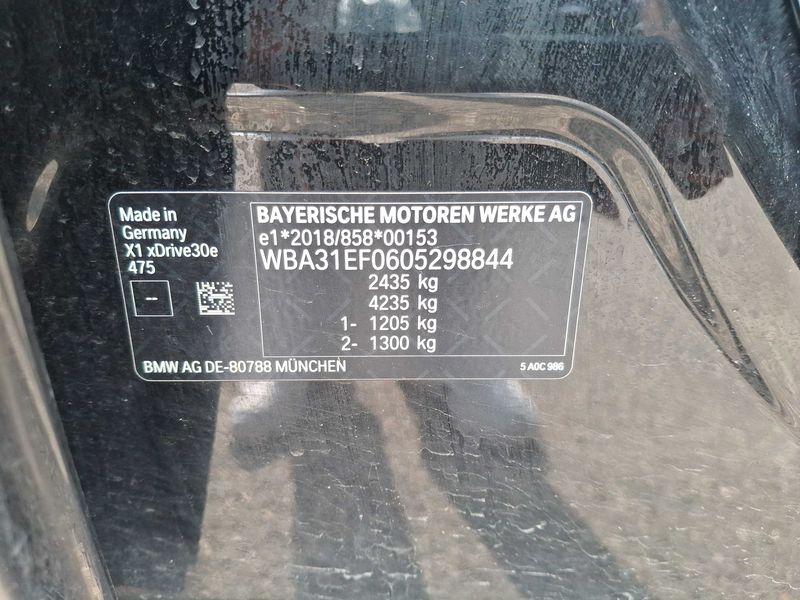 Made in
Germany
X1 xDrive30e
475
--
BAYERISCHE MOTOREN WERKE AG
e1*2018/858*00153
WBA31EF0605298844
2435 kg
4235 kg
1- 1205 kg
2- 1300 kg
BMW AG DE-80788 MÜNCHEN
5 A0C 986